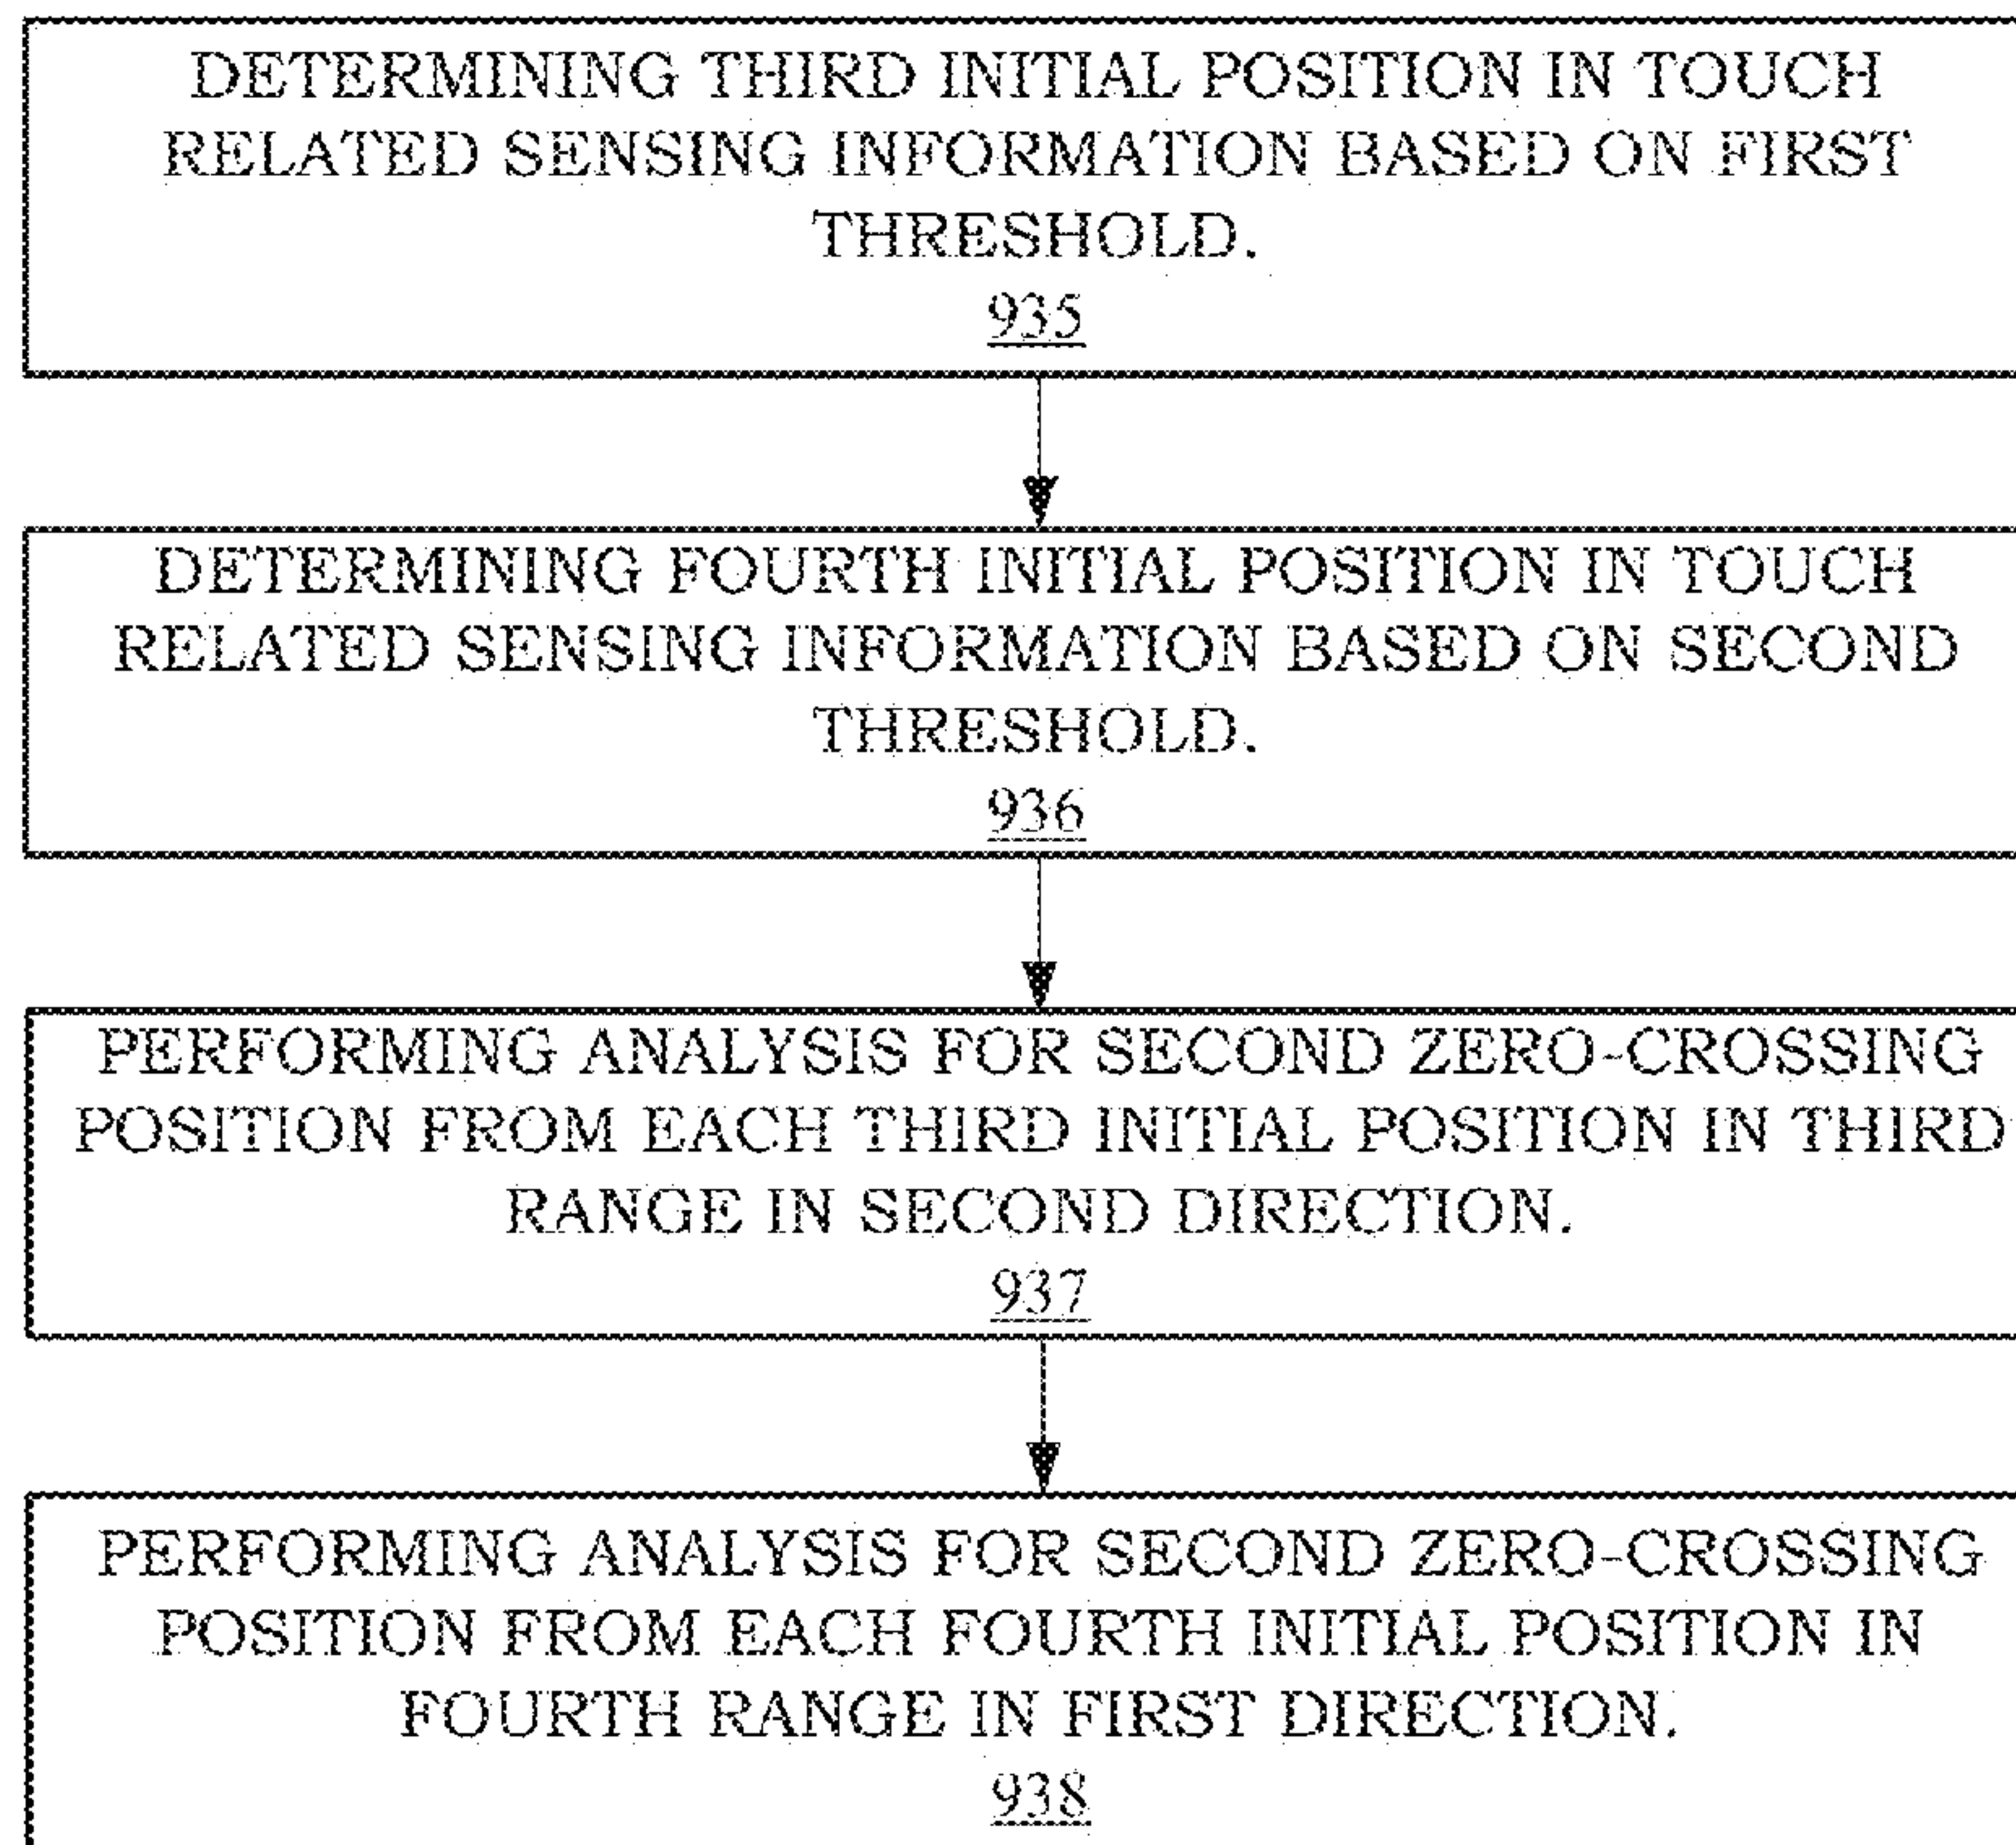 DETERMINING THIRD INITIAL POSITION IN TOUCH
RELATED SENSING INFORMATION BASED ON FIRST
THRESHOLD.
935
DETERMINING FOURTH INITIAL POSITION IN TOUCH
RELATED SENSING INFORMATION BASED ON SECOND
THRESHOLD.
936
PERFORMING ANALYSIS FOR SECOND ZERO-CROSSING
POSITION FROM EACH THIRD INITIAL POSITION IN THIRD
RANGE IN SECOND DIRECTION.
937
PERFORMING ANALYSIS FOR SECOND ZERO-CROSSING
POSITION FROM EACH FOURTH INITIAL POSITION IN
FOURTH RANGE IN FIRST DIRECTION.
938